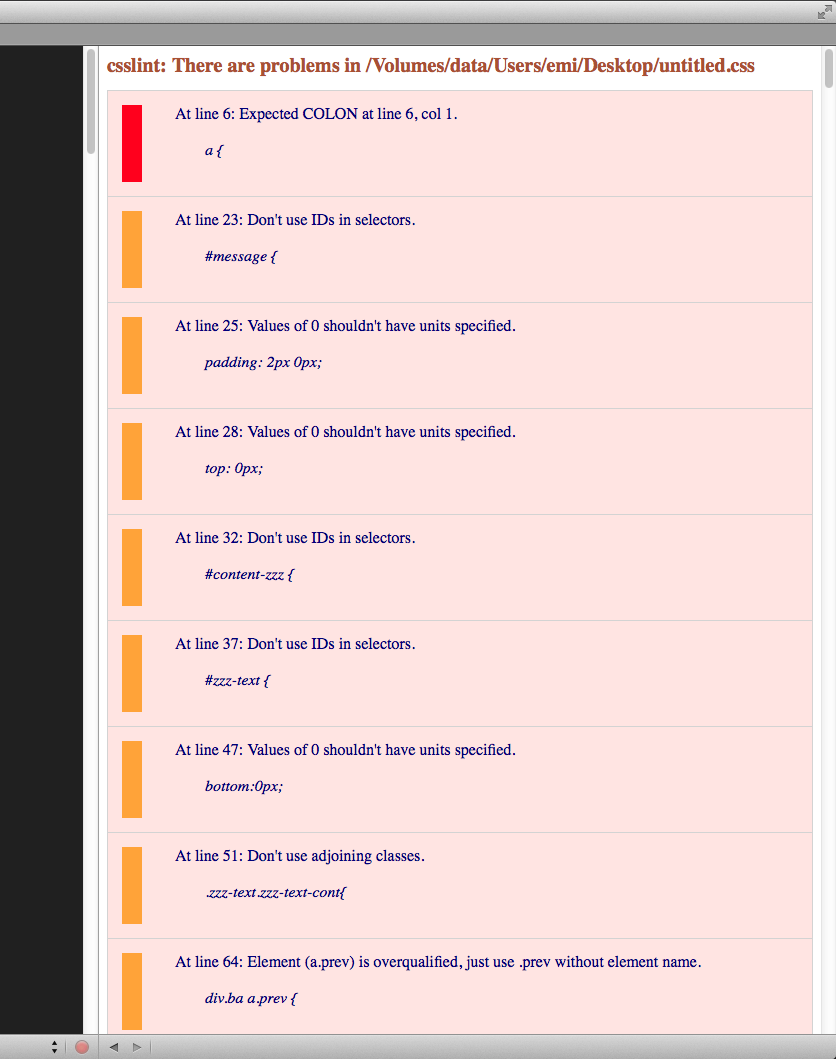 csslint: There are problems in /Volumes/data/Users/emi/Desktop/untitled.css
At line 6: Expected COLON at line 6, col 1.
a {
At line 23: Don't use IDs in selectors.
#message {
At line 25: Values of 0 shouldn't have units specified.
padding: 2px 0px;
At line 28: Values of 0 shouldn't have units specified.
top: 0px;
At line 32: Don't use IDs in selectors.
#content-zzz {
At line 37: Don't use IDs in selectors.
#zzz-text {
At line 47: Values of 0 shouldn't have units specified.
bottom:0px;
At line 51: Don't use adjoining classes.
.zzz-text.zzz-text-cont{
At line 64: Element (a.prev) is overqualified, just use .prev without element name.
div.ba a.prev {